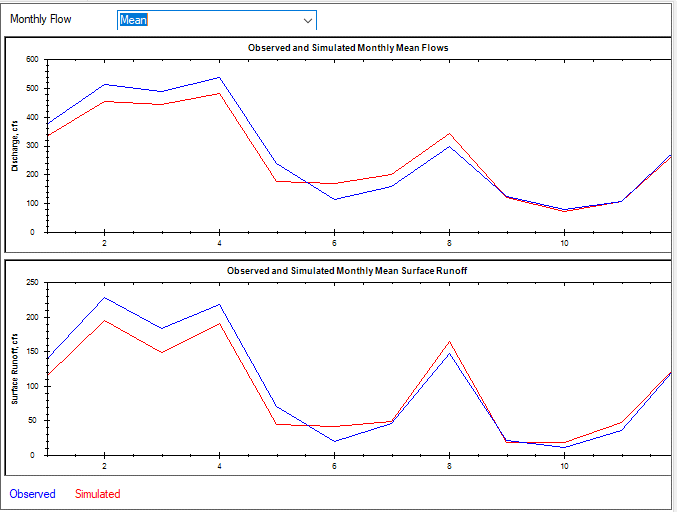 Monthly Flow Mean
Observed and Simulated Monthly Mean Flows
600
500
400
300
200
100
0
Discharge, cfs
2 4 6 8 10
Observed and Simulated Monthly Mean Surface Runoff
250
200
150
100
50
0
Surface Runoff, cfs
2 4 6 8 10
Observed Simulated